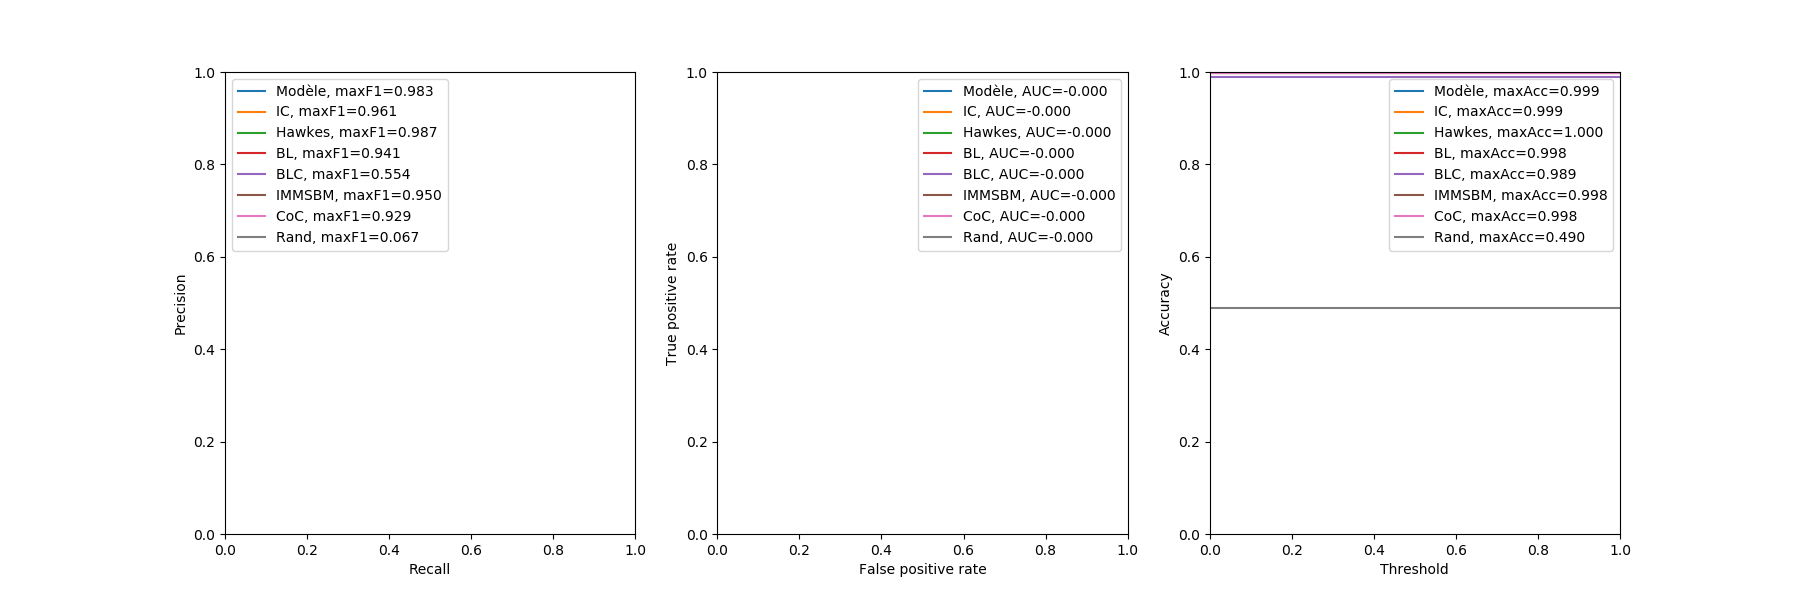 1.0
0.8
0.6
0.4
0.2
0.0
Precision
Modèle, maxF1=0.983
IC, maxF1=0.961
Hawkes, maxF1=0.987
BL, maxF1=0.941
BLC, maxF1=0.554
IMMSBM, maxF1=0.950
CoC, maxF1=0.929
Rand, maxF1=0.067
0.0 0.2 0.4 0.6 0.8 1.0
Recall
1.0
0.8
0.6
0.4
0.2
0.0
True positive rate
Modèle, AUC=-0.000
IC, AUC=-0.000
Hawkes, AUC=-0.000
BL, AUC=-0.000
BLC, AUC=-0.000
IMMSBM, AUC=-0.000
CoC, AUC=-0.000
Rand, AUC=-0.000
0.0 0.2 0.4 0.6 0.8 1.0
False positive rate
1.0
0.8
0.6
0.4
0.2
0.0
Accuracy
Modèle, maxAcc=0.999
IC, maxAcc=0.999
Hawkes, maxAcc=1.000
BL, maxAcc=0.998
BLC, maxAcc=0.989
IMMSBM, maxAcc=0.998
CoC, maxAcc=0.998
Rand, maxAcc=0.490
0.0 0.2 0.4 0.6 0.8 1.0
Threshold